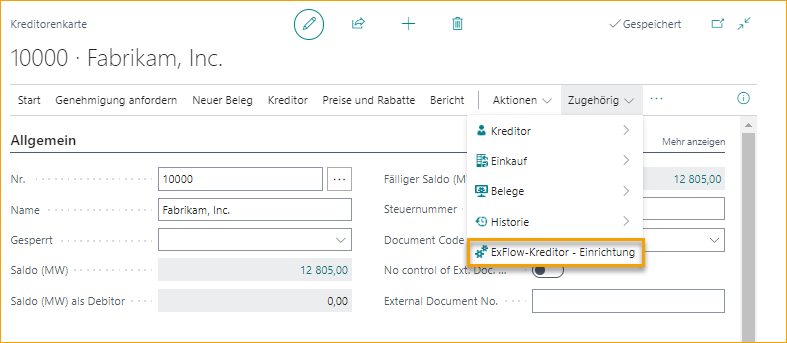 Kreditorenkarte
Gespeichert
10000 · Fabrikam, Inc.
Start Genehmigung anfordern Neuer Beleg Kreditor Preise und Rabatte Bericht Aktionen Zugehörig ...
Allgemein
Mehr anzeigen
Kreditor
Einkauf
Belege
Historie
ExFlow-Kreditor - Einrichtung
Nr. 10000 ...
Name Fabrikam, Inc.
Gesperrt
Saldo (MW) 12 805,00
Saldo (MW) als Debitor 0,00
Fälliger Saldo (M 12 805,00
Steuernummer
Document Code
No control of Ext. Doc. ...
External Document No.